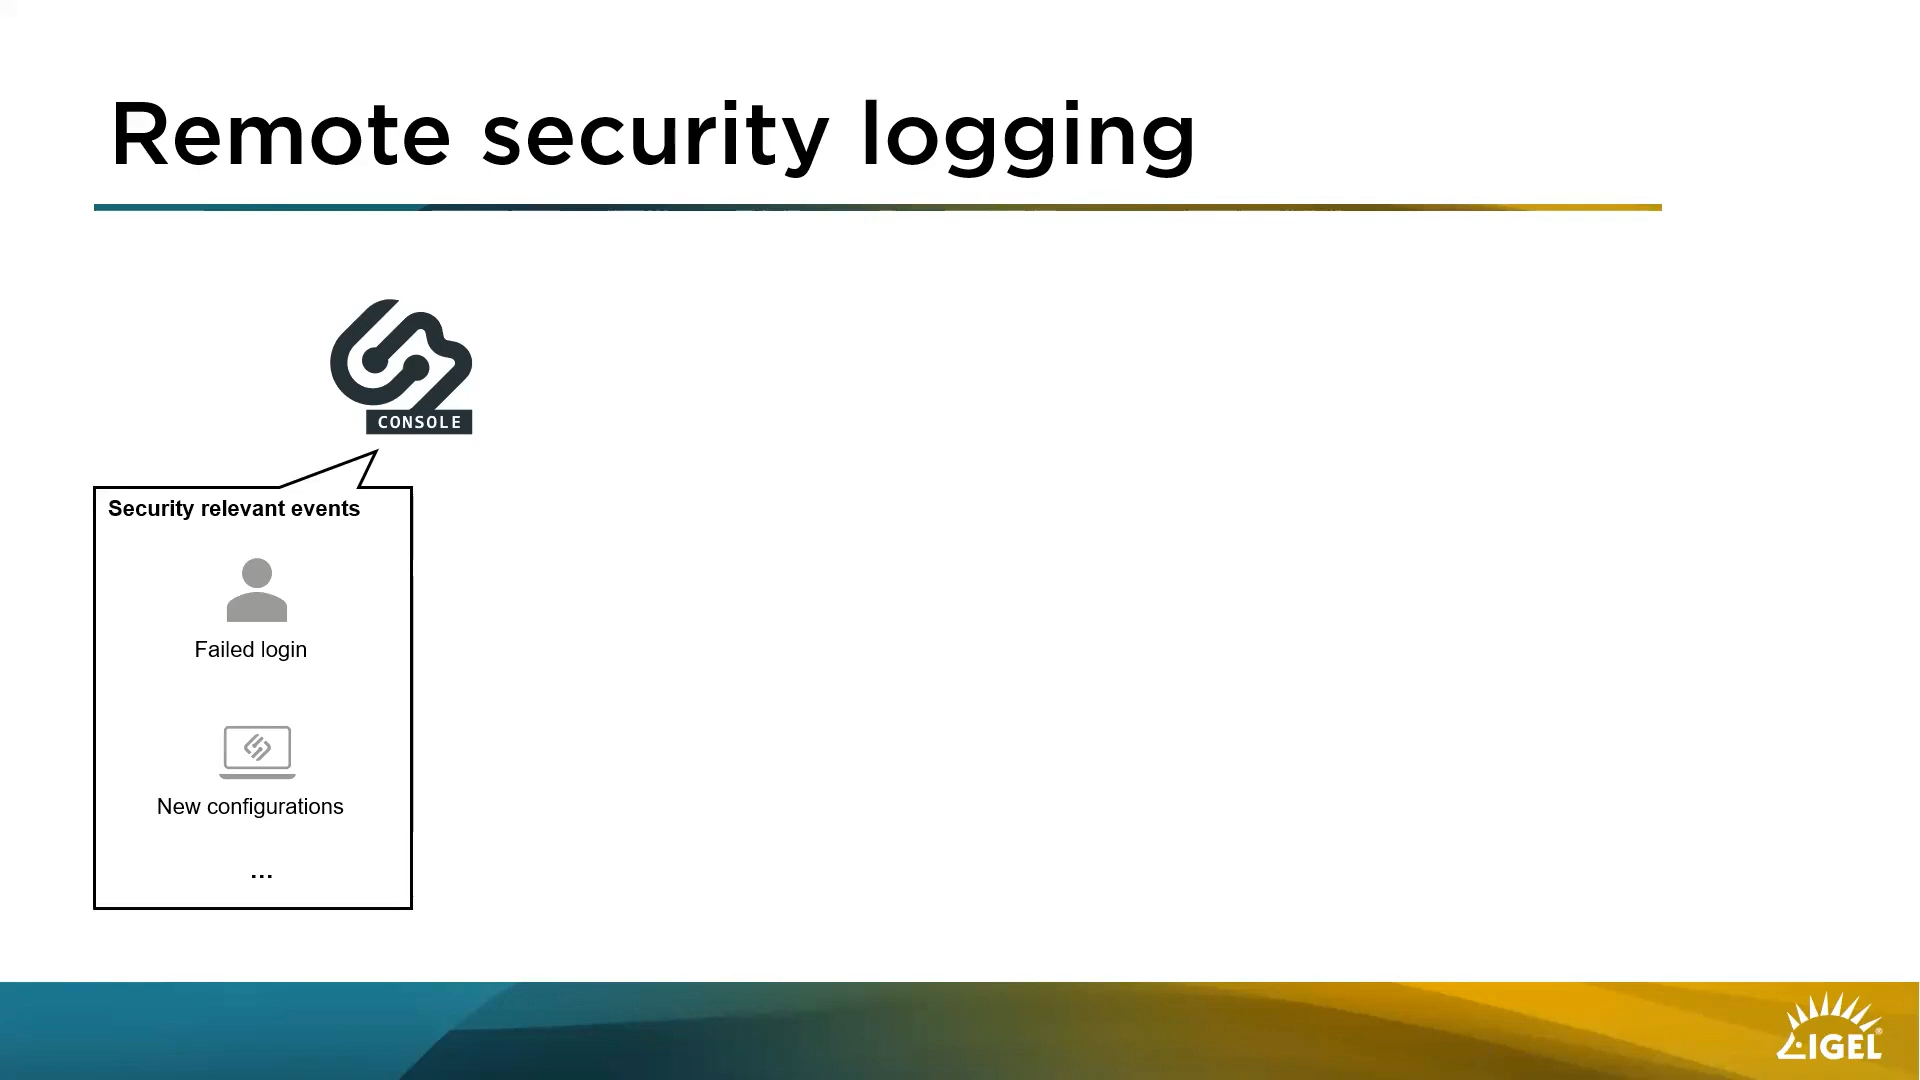 Remote security logging
CONSOLE
Security relevant events
Failed login
New configurations
...
IGEL®